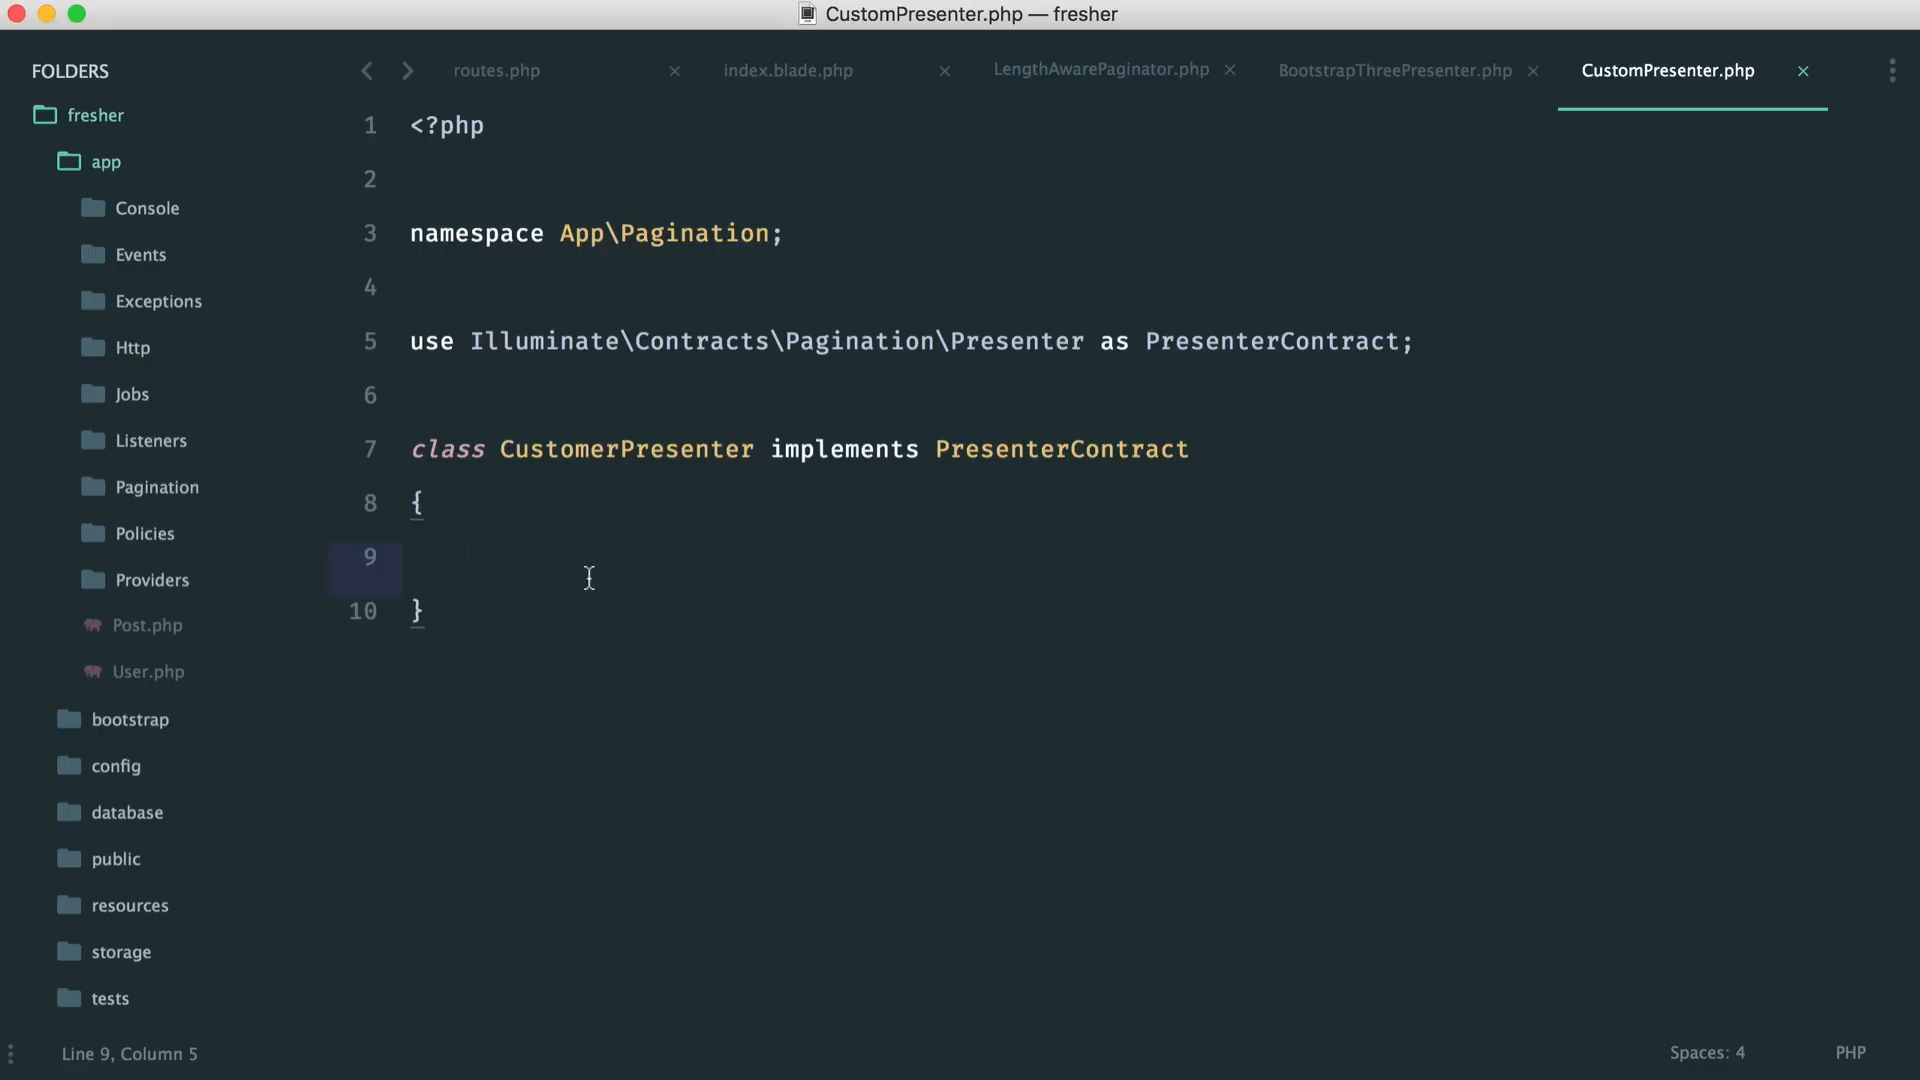 CustomPresenter.php — fresher
FOLDERS
fresher
app
Console
Events
Exceptions
Http
Jobs
Listeners
Pagination
Policies
Providers
Post.php
User.php
bootstrap
config
database
public
resources
storage
tests
routes.php
index.blade.php
LengthAwarePaginator.php
BootstrapThreePresenter.php
CustomPresenter.php
1 <?php
2
3 namespace App\Pagination;
4
5 use Illuminate\Contracts\Pagination\Presenter as PresenterContract;
6
7 class CustomerPresenter implements PresenterContract
8 {
9
10 }
Line 9, Column 5
Spaces: 4
PHP